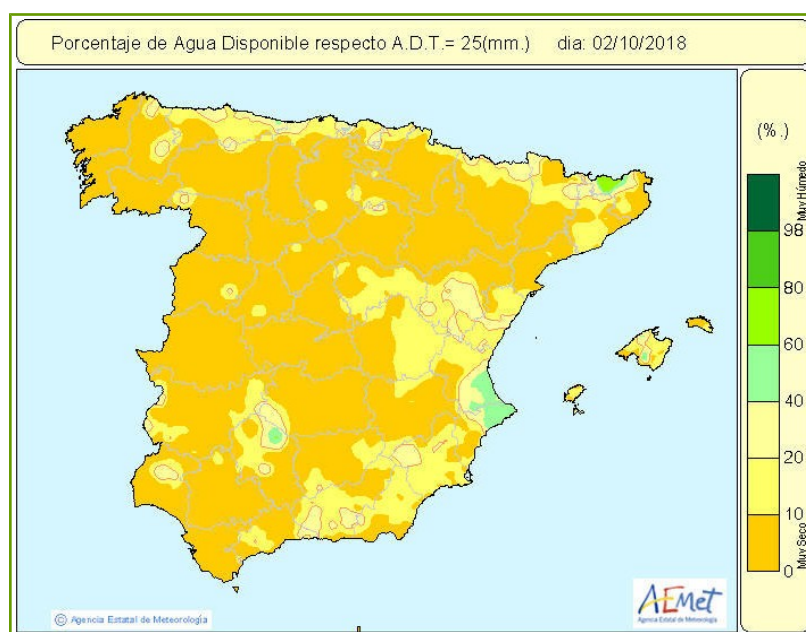 Porcentaje de Agua Disponible respecto A.D.T.= 25(mm.) dia: 02/10/2018
(%.)
Muy Húmedo
98
80
60
40
20
10
Muy Seco
0
© Agencia Estatal de Meteorología
AEMet
Agencia Estatal de Meteorología